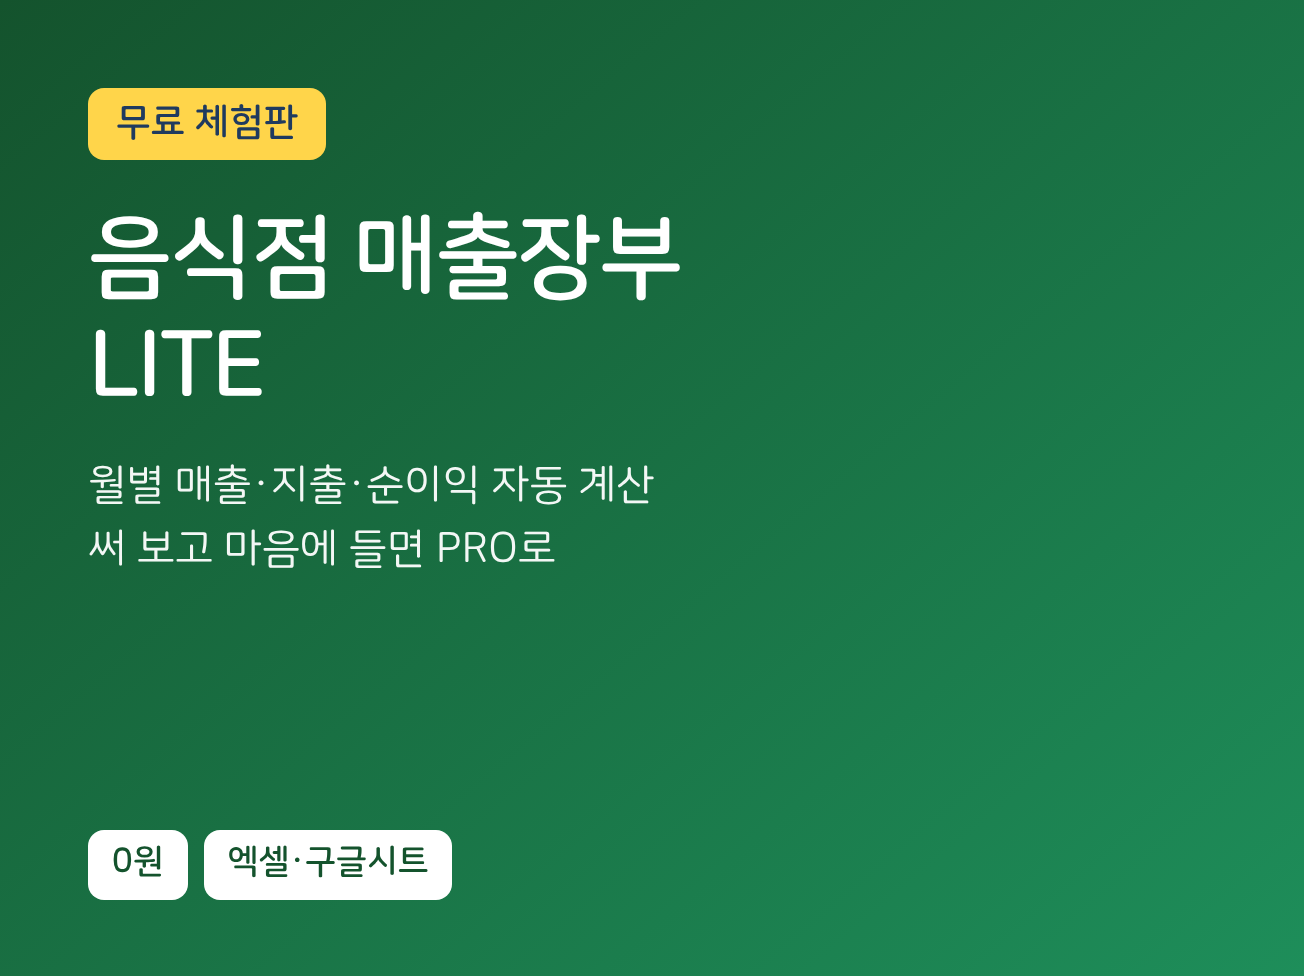 무료 체험판
음식점 매출장부
LITE
월별 매출·지출·순이익 자동 계산
써 보고 마음에 들면 PRO로
0원
엑셀·구글시트